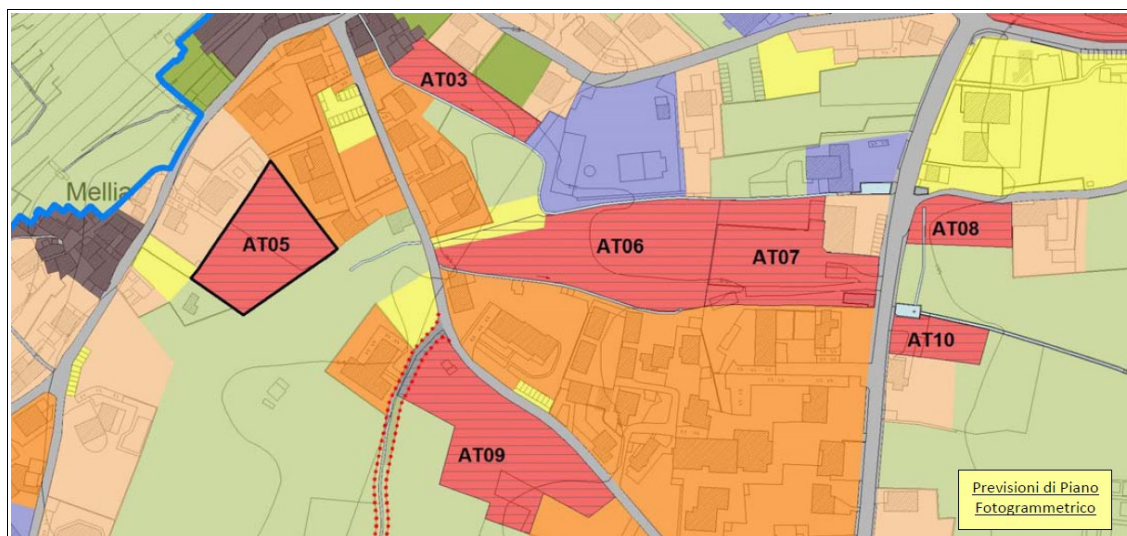 AT03
Mellia
AT05
AT06
AT07
AT08
AT10
AT09
Previsioni di Piano
Fotogrammetrico